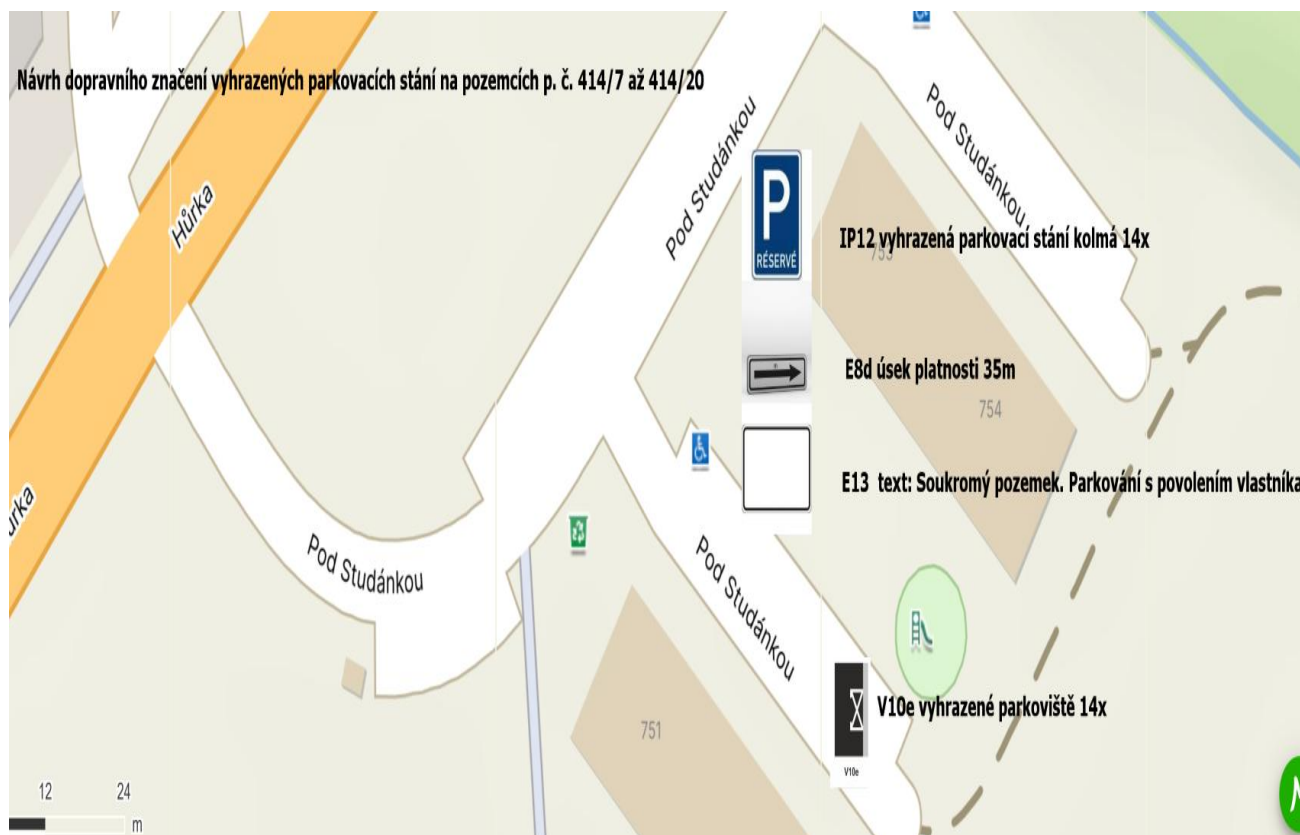 Návrh dopravního značení vyhrazených parkovacích stání na pozemcích p. č. 414/7 až 414/20
Pod Studánkou
Hůrka
Pod Studánkou
P
RÉSERVÉ
IP12 vyhrazená parkovací stání kolmá 14x
753
E8d úsek platnosti 35m
754
E13 text: Soukromý pozemek. Parkování s povolením vlastníka
Pod Studánkou
Pod Studánkou
V10e vyhrazené parkoviště 14x
751
V10e
12 24
m